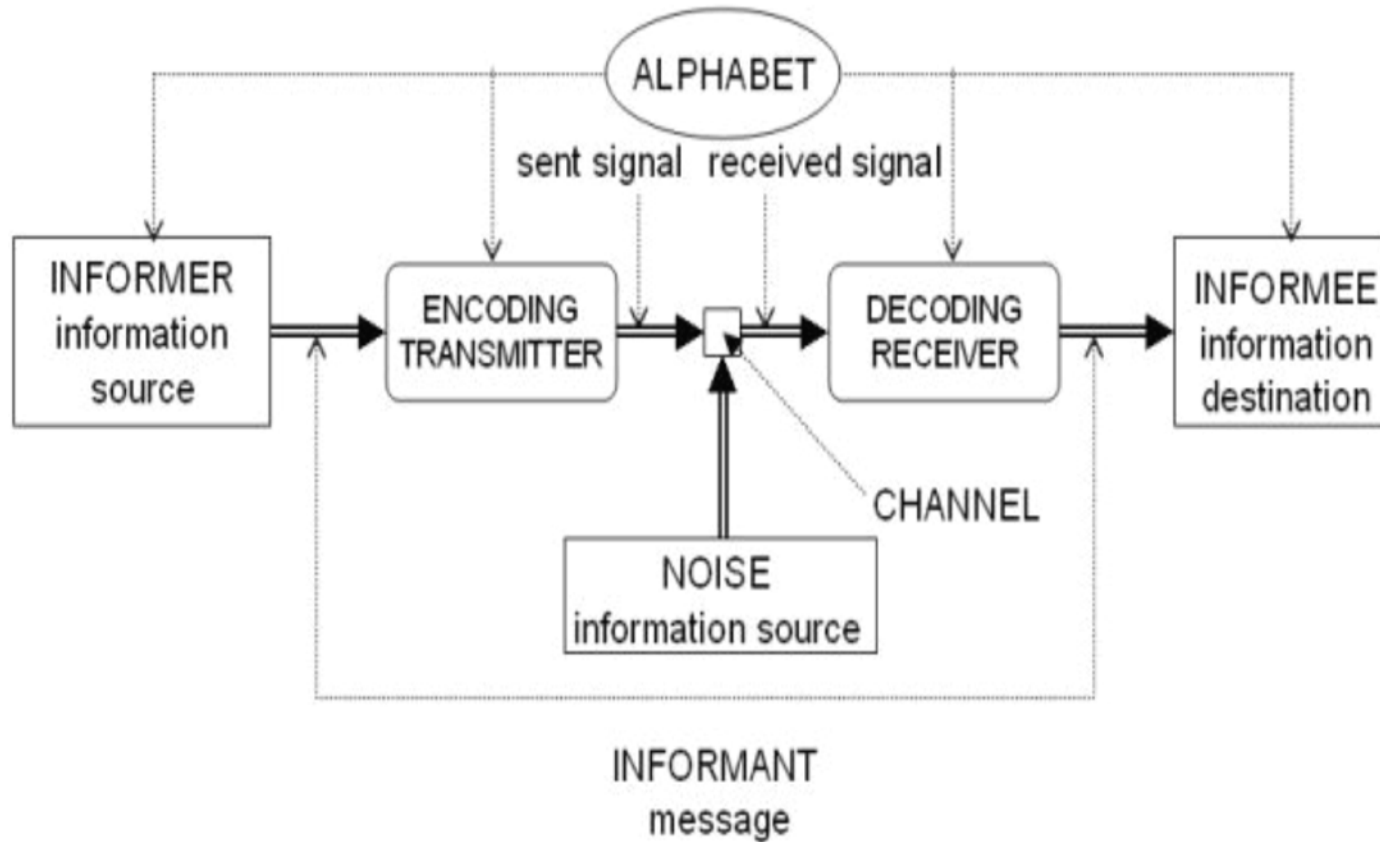 ALPHABET
sent signal received signal
INFORMER
information
source
ENCODING
TRANSMITTER
DECODING
RECEIVER
INFORMEE
information
destination
CHANNEL
NOISE
information source
INFORMANT
message